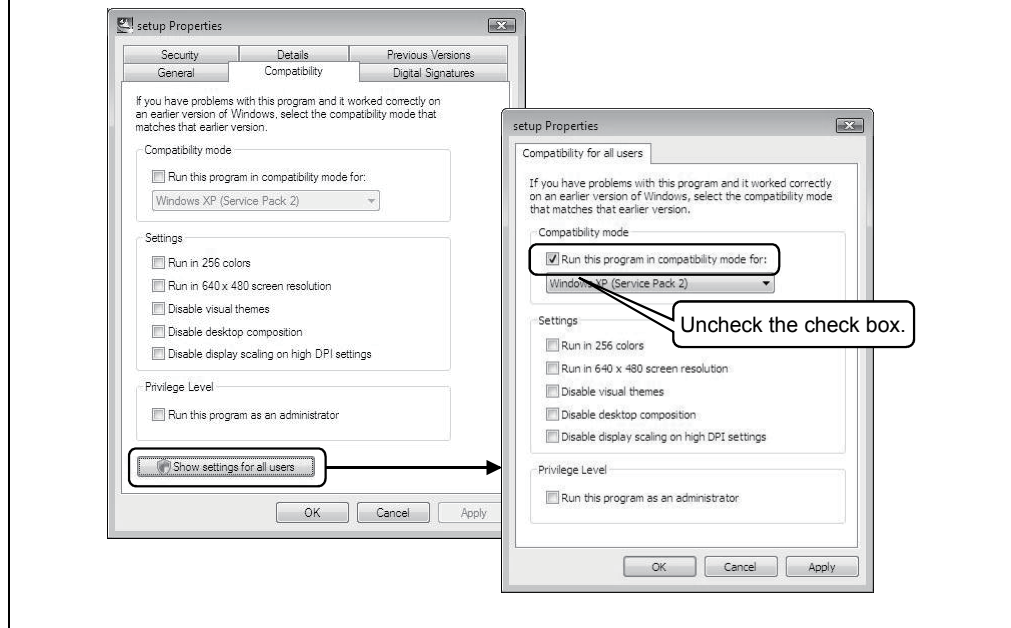 setup Properties
Security Details Previous Versions
General Compatibility Digital Signatures
If you have problems with this program and it worked correctly on
an earlier version of Windows, select the compatibility mode that
matches that earlier version.
Compatibility mode
Run this program in compatibility mode for:
Windows XP (Service Pack 2)
Settings
Run in 256 colors
Run in 640 x 480 screen resolution
Disable visual themes
Disable desktop composition
Disable display scaling on high DPI settings
Privilege Level
Run this program as an administrator
Show settings for all users
OK Cancel Apply
setup Properties
Compatibility for all users
If you have problems with this program and it worked correctly
on an earlier version of Windows, select the compatibility mode
that matches that earlier version.
Compatibility mode
Run this program in compatibility mode for:
Windows XP (Service Pack 2)
Uncheck the check box.
Settings
Run in 256 colors
Run in 640 x 480 screen resolution
Disable visual themes
Disable desktop composition
Disable display scaling on high DPI settings
Privilege Level
Run this program as an administrator
OK Cancel Apply